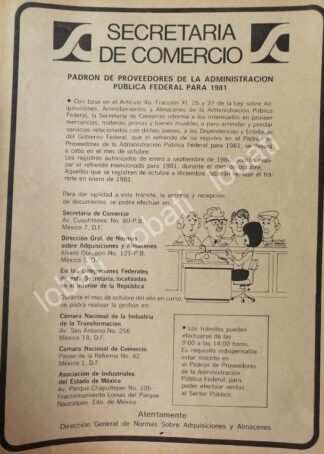 SECRETARIA
DE COMERCIO
PADRON DE PROVEEDORES DE LA ADMINISTRACION
PUBLICA FEDERAL PARA 1981
• Con base en el Artículo 4o. Fracción XI, 26 y 27 de la Ley sobre Ad-
quisiciones, Arrendamientos y Almacenes, de la Administración Pública
Federal, la Secretaría de Comercio informa a los interesados en proveer
mercancías, materias primas y bienes muebles o para arrendar y prestar
servicios relacionados con dichos bienes, a las Dependencias y Entidades
del Gobierno Federal, que el refrendo de su registro en el Padrón de
Proveedores de la Administración Pública Federal para 1981, se llevará
a cabo en el mes de octubre.
Los registros autorizados de enero a septiembre de 1980,
lizar el refrendo mencionado para 1981, durante el mes de octubre.
Aquellos que se registren de octubre a diciembre deberán efectuar el trá-
mite en enero de 1981.
Para dar agilidad a este trámite, la entrega y recepción
de documentos se podrá efectuar en:
Secretaría de Comercio
Av. Cuauhtémoc No. 80-P.B.
México 7, D.F.
Dirección Gral. de Normas
sobre Adquisiciones y Almacenes
Alvaro Obregón No. 121-P.B.
México 7, D.F.
En las Delegaciones Federales
de esta Secretaría, localizadas
en el interior de la República
durante el mes de octubre del año en curso,
se podrá realizar la gestión en:
Cámara Nacional de la Industria
de la Transformación
Av. San Antonio No. 256
México 18, D.F.
Cámara Nacional de Comercio
Paseo de la Reforma No. 42
México 1, D.F.
Asociación de Industriales
del Estado de México
Av. Parque Chapultepec No. 105
Fraccionamiento Lomas del Parque
Naucalpan, Edo. de México
• Los trámites pueden
efectuarse de las
9:00 a las 14:00 horas.
Es requisito indispensable
estar inscrito en
el Padrón de Proveedores
de la Administración
Pública Federal, para
poder efectuar ventas
al Sector Público
Atentamente
Dirección General de Normas Sobre Adquisiciones y Almacenes